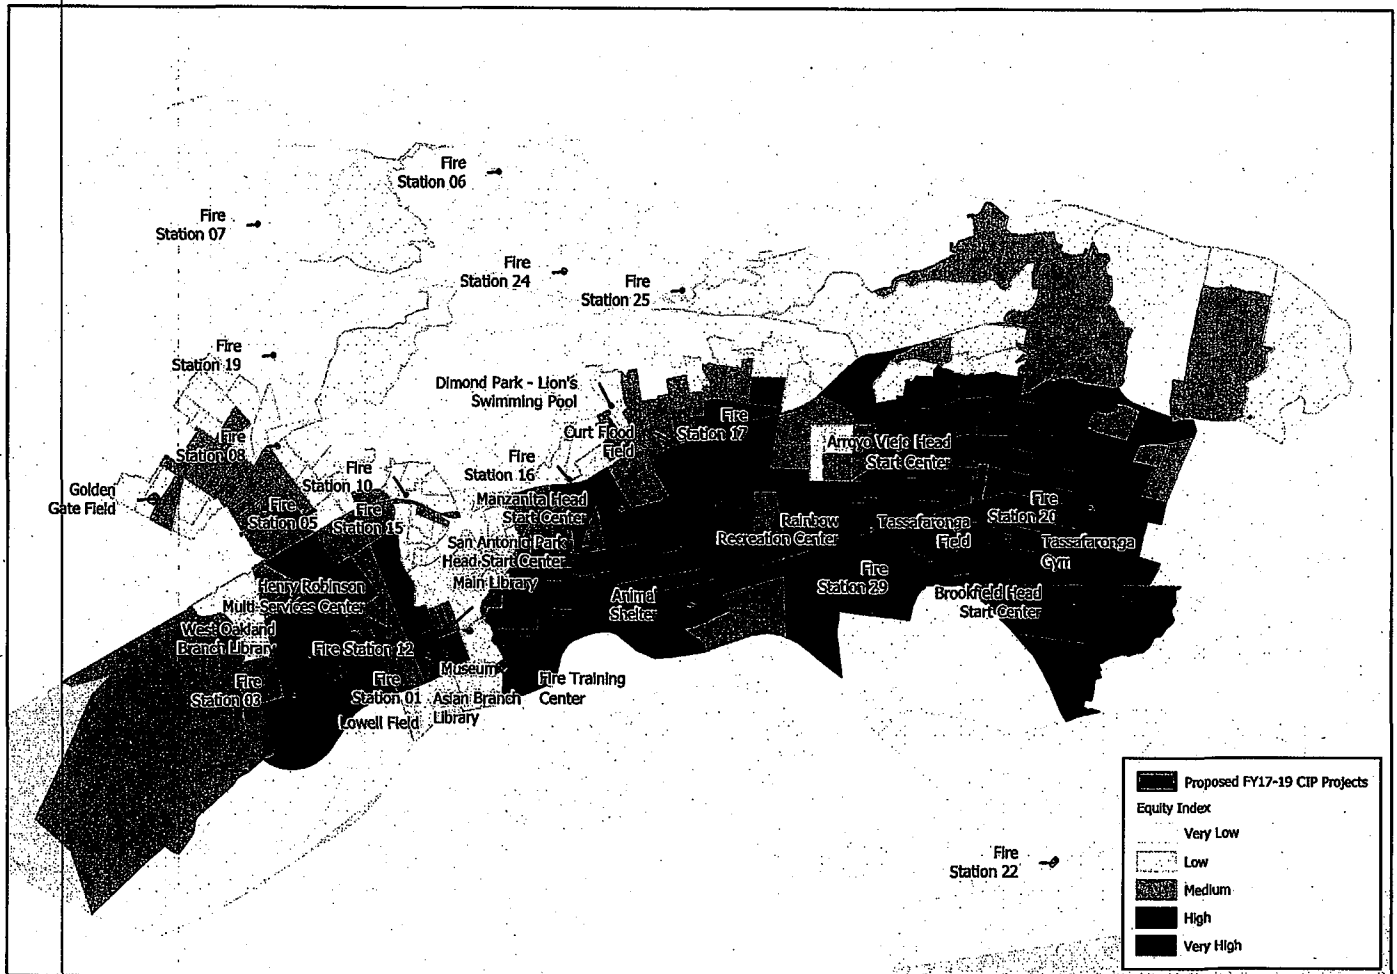 Fire
Station 06
Fire
Station 07
Fire
Station 24
Fire
Station 25
Fire
Station 19
Dimond Park - Lion's
Swimming Pool
Curt Flood
Field
Fire
Station 17
Fire
Station 08
Arroyo Viejo Head
Start Center
Fire
Station 10
Fire
Station 16
Golden
Gate Field
Fire
Station 05
Fire
Station 15
Manzanita Head
Start Center
Rainbow
Recreation Center
Tassafaronga
Field
Fire
Station 20
Tassafaronga
Gym
San Antonio Park
Head Start Center
Main Library
Henry Robinson
Multi-Services Center
Animal
Shelter
Fire
Station 29
Brookfield Head
Start Center
West Oakland
Branch Library
Fire Station 12
Museum
Fire Training
Center
Fire
Station 03
Fire
Station 01
Asian Branch
Library
Lowell Field
Fire
Station 22
Proposed FY17-19 CIP Projects
Equity Index
Very Low
Low
Medium
High
Very High